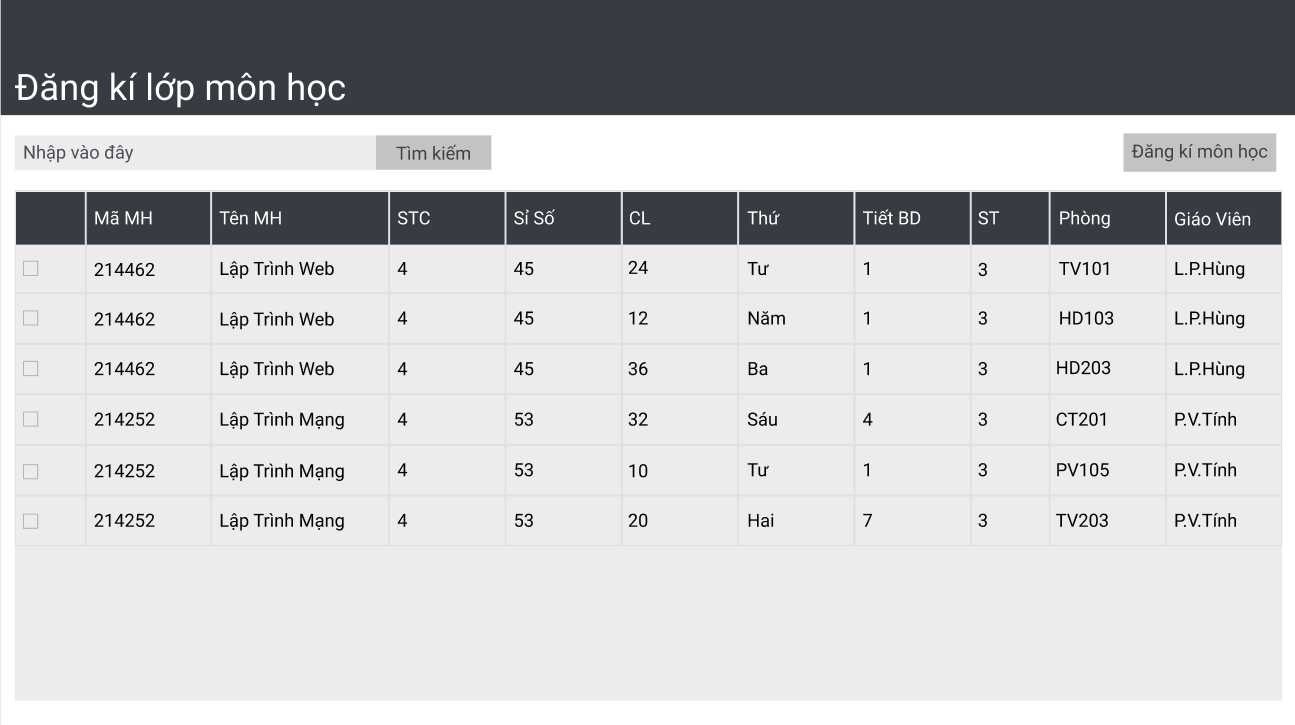 Đăng kí lớp môn học
Nhập vào đây Tìm kiếm Đăng kí môn học
Mã MH Tên MH STC Sỉ Số CL Thứ Tiết BD ST Phòng Giáo Viên
214462 Lập Trình Web 4 45 24 Tư 1 3 TV101 L.P.Hùng
214462 Lập Trình Web 4 45 12 Năm 1 3 HD103 L.P.Hùng
214462 Lập Trình Web 4 45 36 Ba 1 3 HD203 L.P.Hùng
214252 Lập Trình Mạng 4 53 32 Sáu 4 3 CT201 P.V.Tính
214252 Lập Trình Mạng 4 53 10 Tư 1 3 PV105 P.V.Tính
214252 Lập Trình Mạng 4 53 20 Hai 7 3 TV203 P.V.Tính